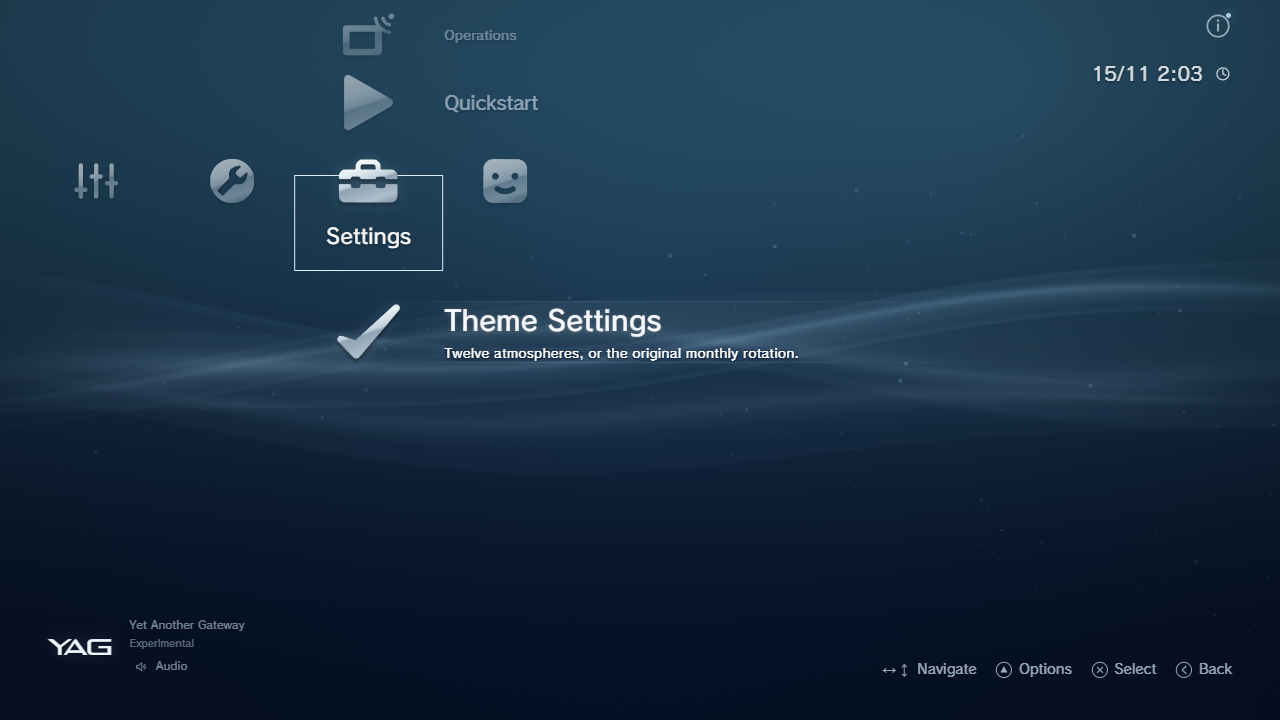 Operations
15/11 2:03
Quickstart
Settings
Theme Settings
Twelve atmospheres, or the original monthly rotation.
YAG
Yet Another Gateway
Experimental
Audio
Navigate
Options
Select
Back